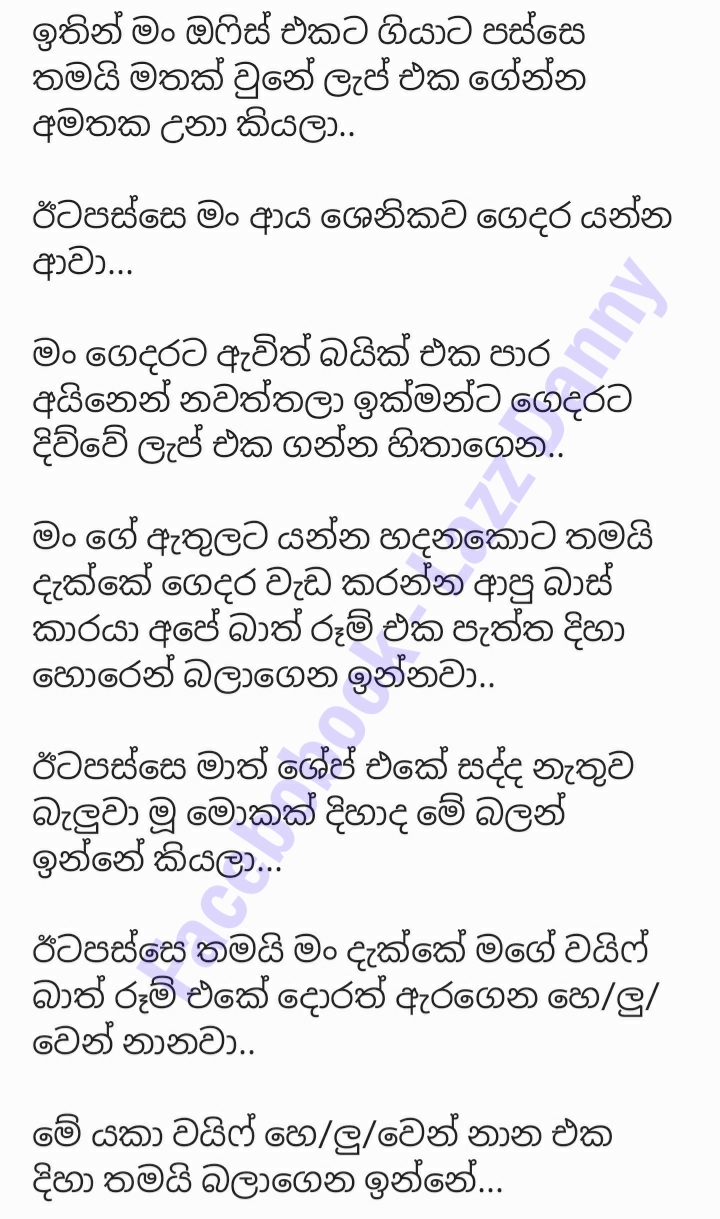 ඉතින් මං ඔෆිස් එකට ගියාට පස්සෙ
තමයි මතක් වුනේ ලැප් එක ගේන්න
අමතක උනා කියලා..
ඊටපස්සෙ මං ආය ශෙනිකව ගෙදර යන්න
ආවා...
මං ගෙදරට ඇවිත් බයික් එක පාර
අයිනෙන් නවත්තලා ඉක්මන්ට ගෙදරට
දිව්වේ ලැප් එක ගන්න හිතාගෙන..
මං ගේ ඇතුලට යන්න හදනකොට තමයි
දැක්කේ ගෙදර වැඩ කරන්න ආපු බාස්
කාරයා අපේ බාත් රූම් එක පැත්ත දිහා
හොරෙන් බලාගෙන ඉන්නවා..
ඊටපස්සෙ මාත් ශේප් එකේ සද්ද නැතුව
බැලුවා මූ මොකක් දිහාද මේ බලන්
ඉන්නේ කියලා...
ඊටපස්සෙ තමයි මං දැක්කේ මගේ වයිෆ්
බාත් රූම් එකේ දොරත් ඇරගෙන හෙ/ලු/
වෙන් නානවා..
මේ යකා වයිෆ් හෙ/ලු/වෙන් නාන එක
දිහා තමයි බලාගෙන ඉන්නේ...
Facebobook - Lazz Danny